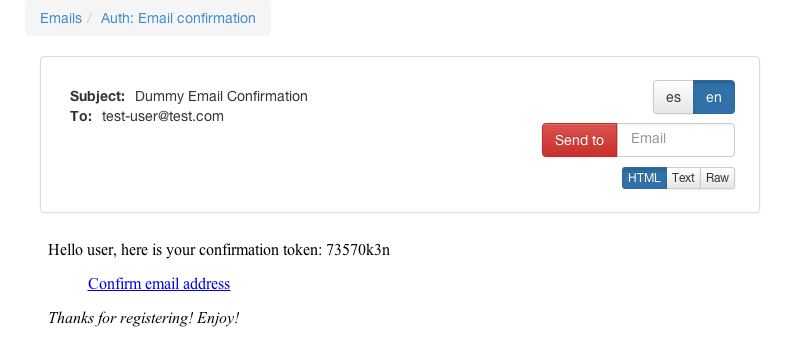 Emails / Auth: Email confirmation
Subject: Dummy Email Confirmation
To: test-user@test.com
es en
Send to Email
HTML Text Raw
Hello user, here is your confirmation token: 73570k3n
Confirm email address
Thanks for registering! Enjoy!